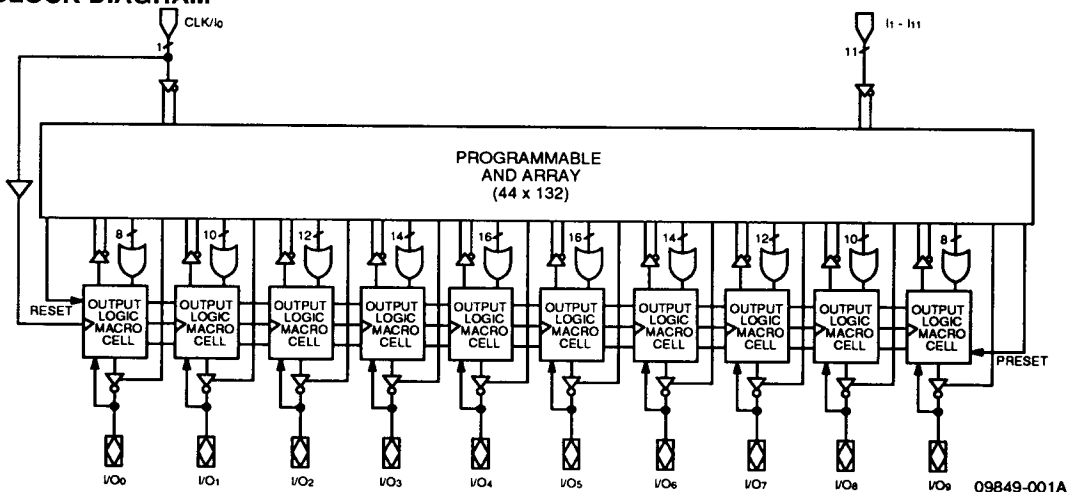 BLOCK DIAGRAM
CLK/I0
I1 - I11
1
11
PROGRAMMABLE
AND ARRAY
(44 x 132)
8
10
12
14
16
16
14
12
10
8
RESET
OUTPUT
LOGIC
MACRO
CELL
OUTPUT
LOGIC
MACRO
CELL
OUTPUT
LOGIC
MACRO
CELL
OUTPUT
LOGIC
MACRO
CELL
OUTPUT
LOGIC
MACRO
CELL
OUTPUT
LOGIC
MACRO
CELL
OUTPUT
LOGIC
MACRO
CELL
OUTPUT
LOGIC
MACRO
CELL
OUTPUT
LOGIC
MACRO
CELL
OUTPUT
LOGIC
MACRO
CELL
PRESET
I/O0
I/O1
I/O2
I/O3
I/O4
I/O5
I/O6
I/O7
I/O8
I/O9
09849-001A